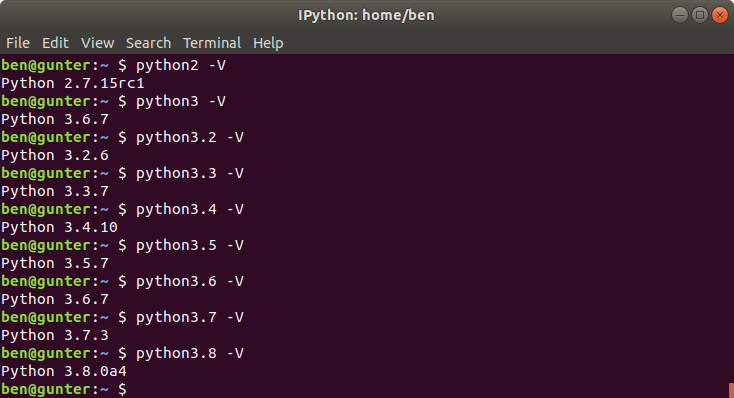 IPython: home/ben
File Edit View Search Terminal Help
ben@gunter:~ $ python2 -V
Python 2.7.15rc1
ben@gunter:~ $ python3 -V
Python 3.6.7
ben@gunter:~ $ python3.2 -V
Python 3.2.6
ben@gunter:~ $ python3.3 -V
Python 3.3.7
ben@gunter:~ $ python3.4 -V
Python 3.4.10
ben@gunter:~ $ python3.5 -V
Python 3.5.7
ben@gunter:~ $ python3.6 -V
Python 3.6.7
ben@gunter:~ $ python3.7 -V
Python 3.7.3
ben@gunter:~ $ python3.8 -V
Python 3.8.0a4
ben@gunter:~ $